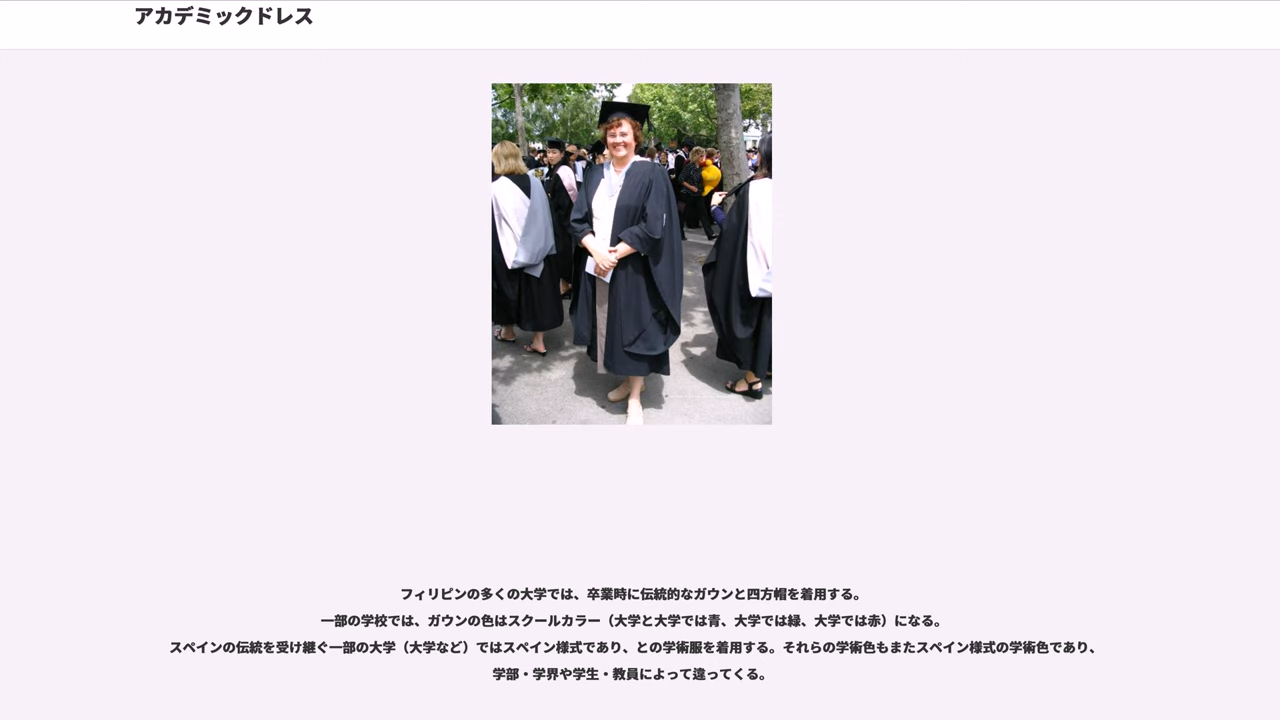 アカデミックドレス
フィリピンの多くの大学では、卒業時に伝統的なガウンと四方帽を着用する。
一部の学校では、ガウンの色はスクールカラー（大学と大学では青、大学では緑、大学では赤）になる。
スペインの伝統を受け継ぐ一部の大学（大学など）ではスペイン様式であり、との学術服を着用する。それらの学術色もまたスペイン様式の学術色であり、
学部・学界や学生・教員によって違ってくる。